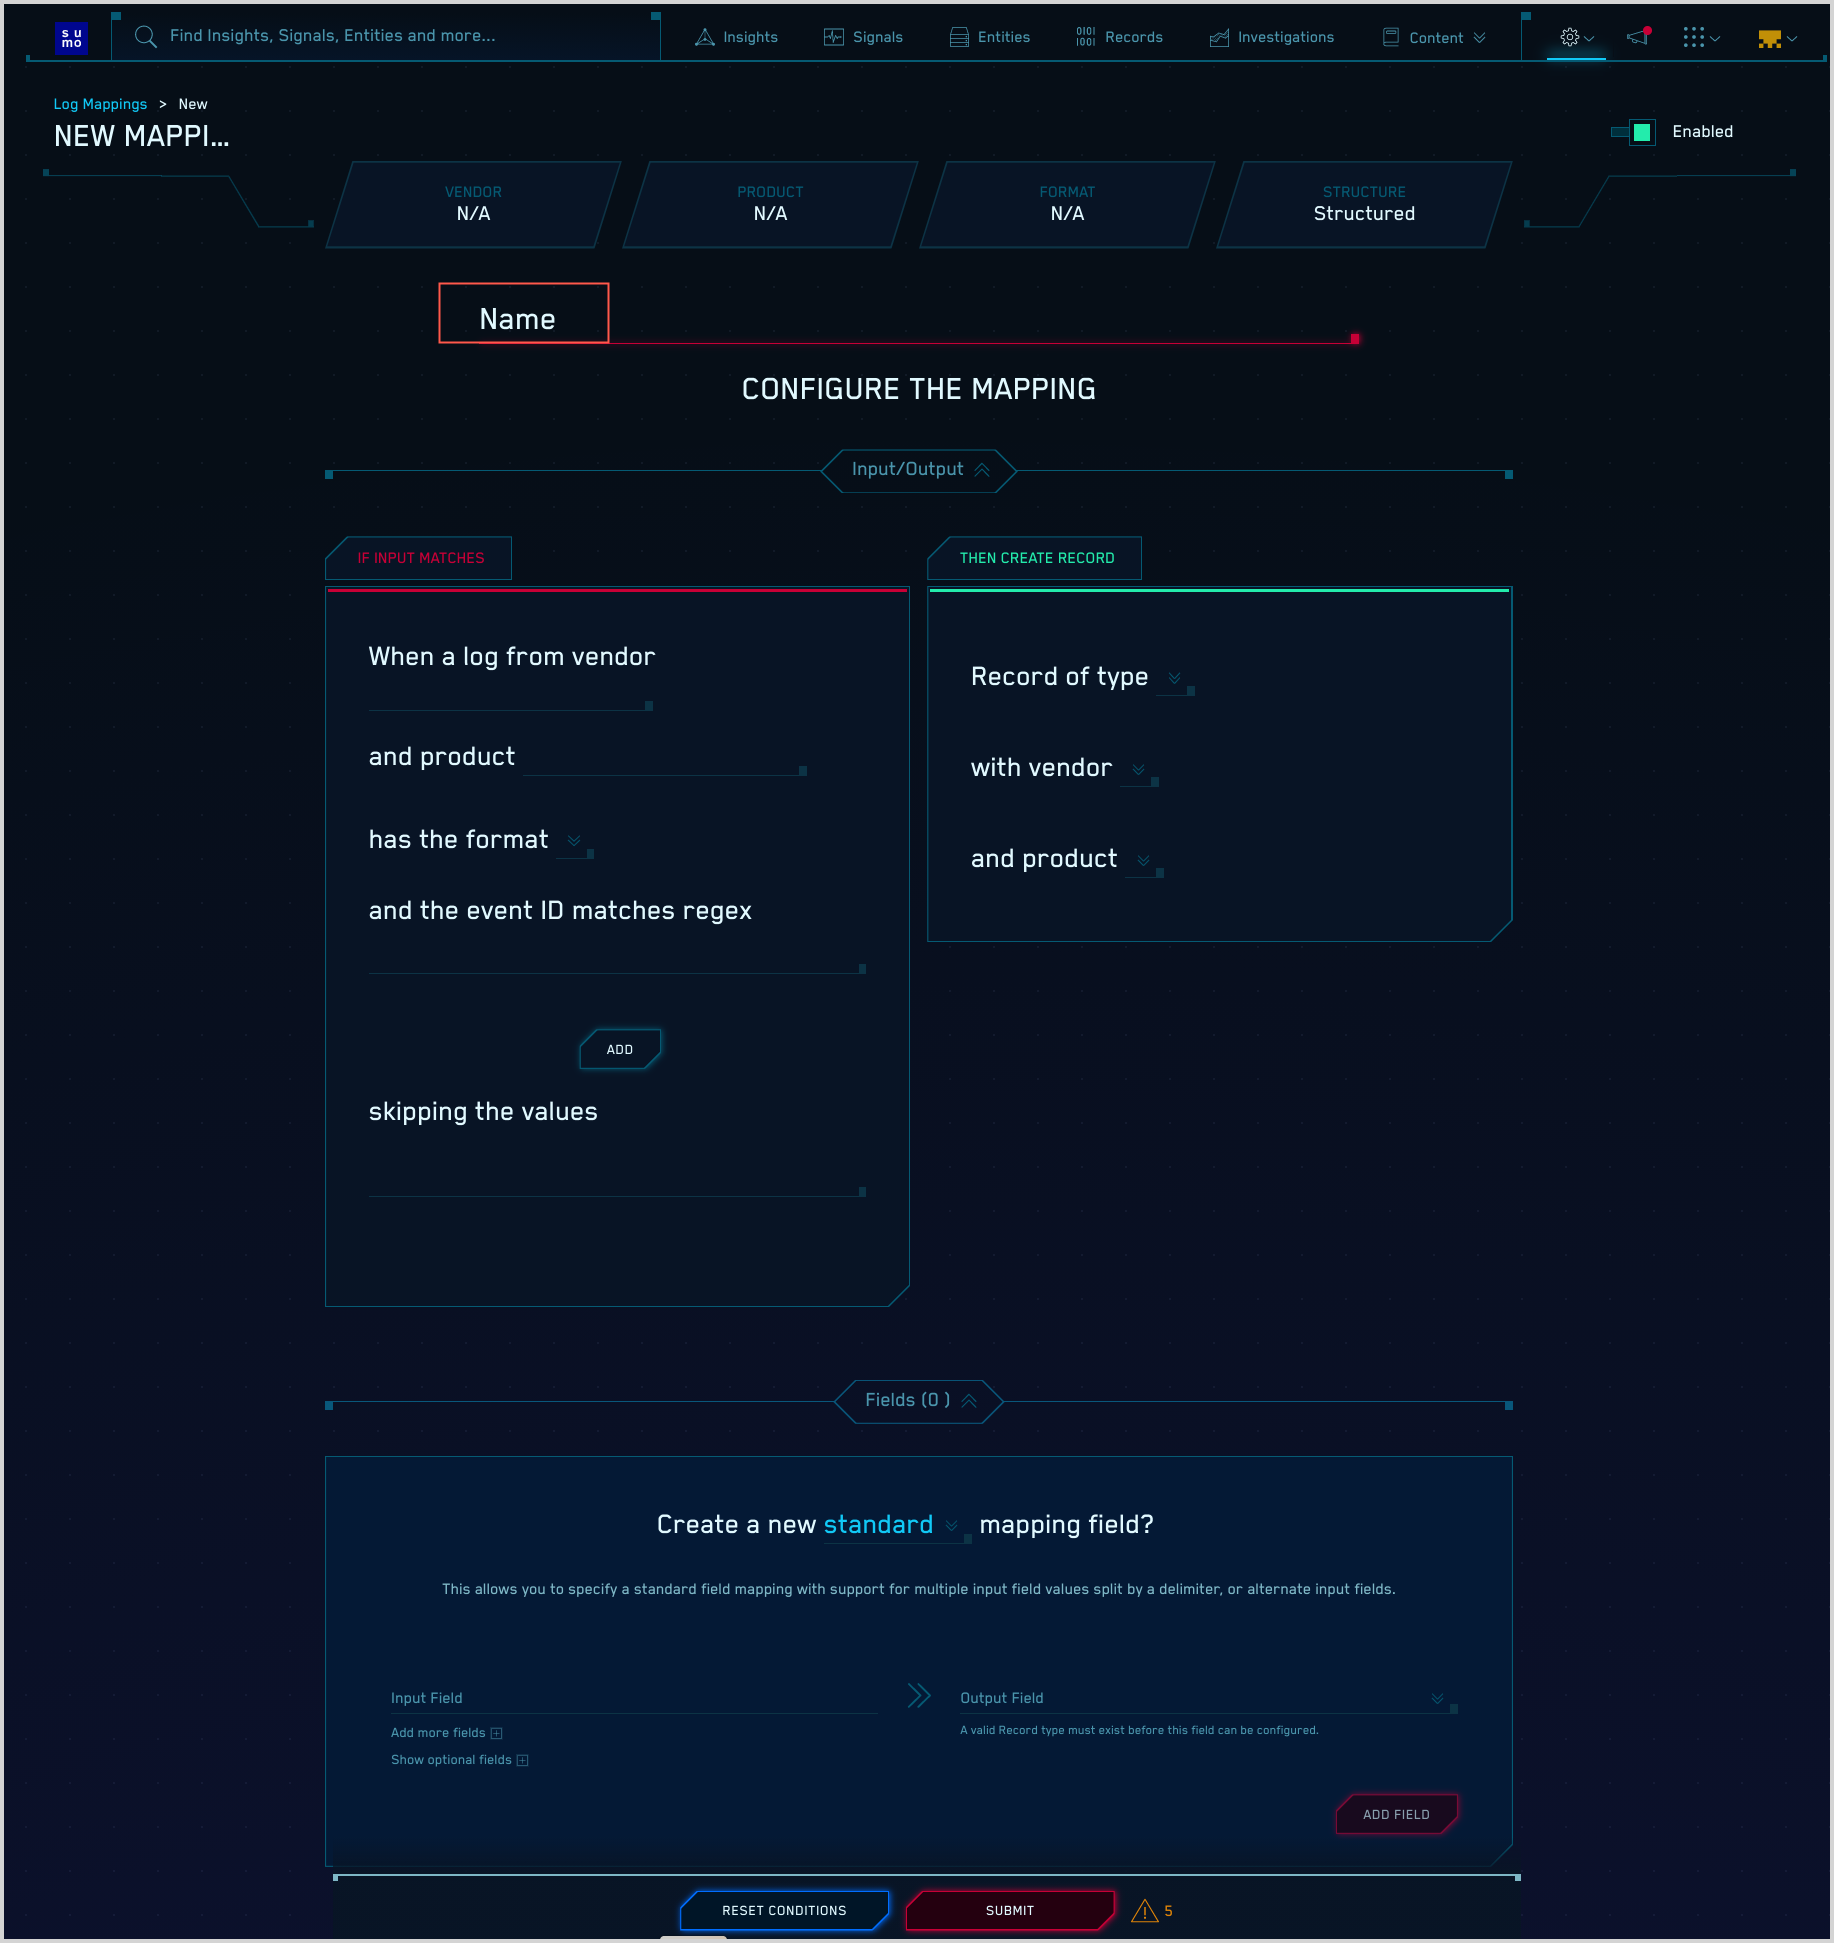 su
mo
Find Insights, Signals, Entities and more...
Insights
Signals
Entities
Records
Investigations
Content
Log Mappings > New
NEW MAPPI...
Enabled
VENDOR
N/A
PRODUCT
N/A
FORMAT
N/A
STRUCTURE
Structured
Name
CONFIGURE THE MAPPING
Input/Output
IF INPUT MATCHES
When a log from vendor
and product
has the format
and the event ID matches regex
ADD
skipping the values
THEN CREATE RECORD
Record of type
with vendor
and product
Fields (0 )
Create a new standard mapping field?
This allows you to specify a standard field mapping with support for multiple input field values split by a delimiter, or alternate input fields.
Input Field
Add more fields
Show optional fields
Output Field
A valid Record type must exist before this field can be configured.
ADD FIELD
RESET CONDITIONS
SUBMIT
5